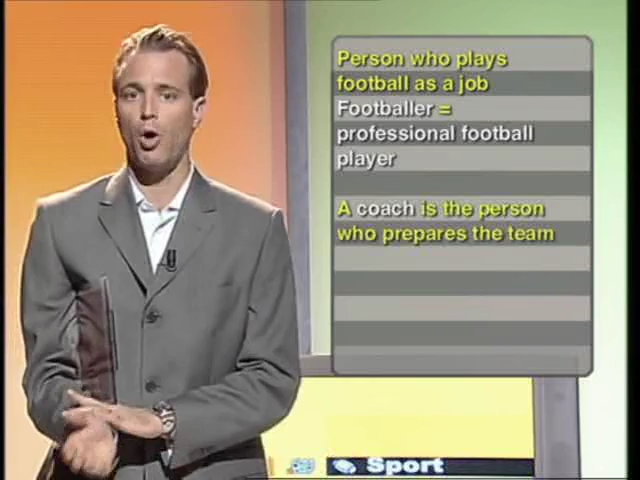 Person who plays
football as a job
Footballer =
professional football
player
A coach is the person
who prepares the team
Sport